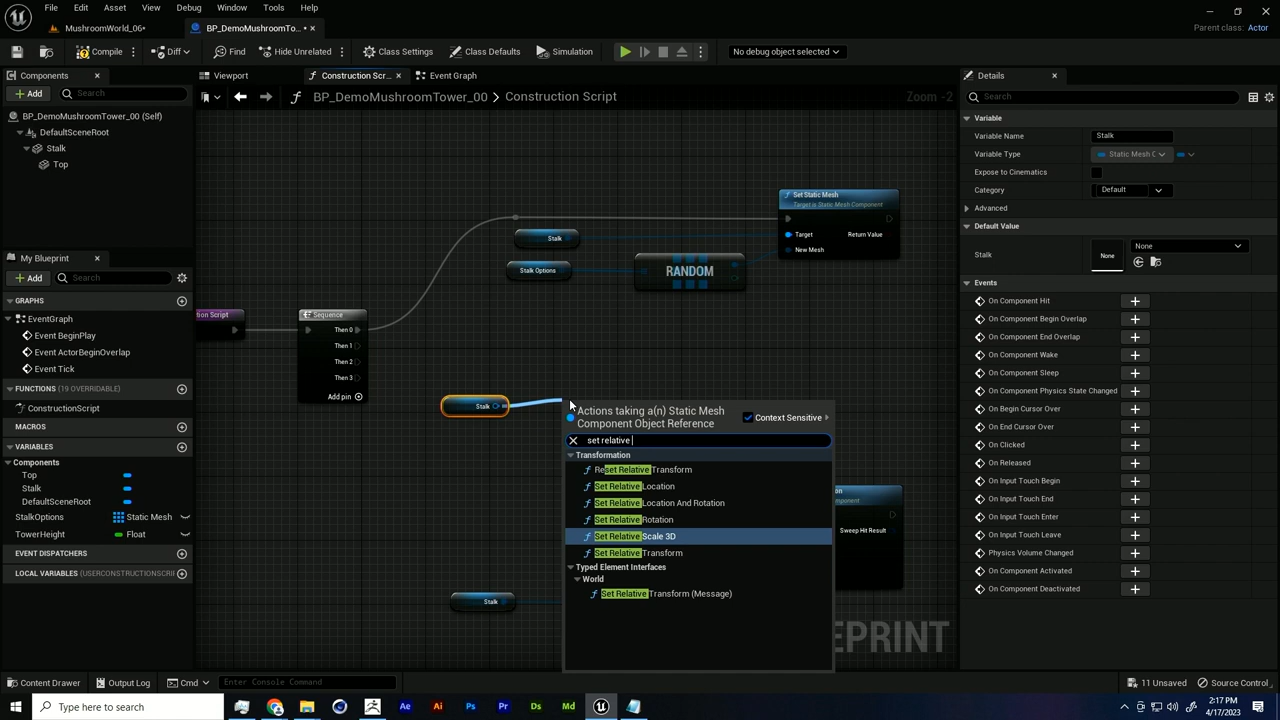 File Edit Asset View Debug Window Tools Help
MushroomWorld_06*
BP_DemoMushroomTo... *
Parent class: Actor
Compile
Diff
Find
Hide Unrelated
Class Settings
Class Defaults
Simulation
No debug object selected
Components
Viewport
Construction Scr...
Event Graph
Details
Add
Search
BP_DemoMushroomTower_00 > Construction Script
Zoom -2
Search
BP_DemoMushroomTower_00 (Self)
DefaultSceneRoot
Stalk
Top
Variable
Variable Name
Stalk
Variable Type
Static Mesh C
Expose to Cinematics
Category
Default
Advanced
Default Value
Stalk
None
None
Events
On Component Hit
On Component Begin Overlap
On Component End Overlap
On Component Wake
On Component Sleep
On Component Physics State Changed
On Begin Cursor Over
On End Cursor Over
On Clicked
On Released
On Input Touch Begin
On Input Touch End
On Input Touch Enter
On Input Touch Leave
Physics Volume Changed
On Component Activated
On Component Deactivated
My Blueprint
Add
Search
GRAPHS
EventGraph
Event BeginPlay
Event ActorBeginOverlap
Event Tick
FUNCTIONS (19 OVERRIDABLE)
ConstructionScript
MACROS
VARIABLES
Components
Top
Stalk
DefaultSceneRoot
StalkOptions
Static Mesh
TowerHeight
Float
EVENT DISPATCHERS
LOCAL VARIABLES (USERCONSTRUCTIONSCRI
Set Static Mesh
Target is Static Mesh Component
Target
Return Value
New Mesh
Stalk
Stalk Options
RANDOM
tion Script
Sequence
Then 0
Then 1
Then 2
Then 3
Add pin
Stalk
Actions taking a(n) Static Mesh
Component Object Reference
Context Sensitive
set relative
Transformation
Reset Relative Transform
Set Relative Location
Set Relative Location And Rotation
Set Relative Rotation
Set Relative Scale 3D
Set Relative Transform
Typed Element Interfaces
World
Set Relative Transform (Message)
on
ponent
Sweep Hit Result
Stalk
EPRINT
Content Drawer
Output Log
Cmd
Enter Console Command
11 Unsaved
Source Control
Type here to search
2:17 PM
4/17/2023